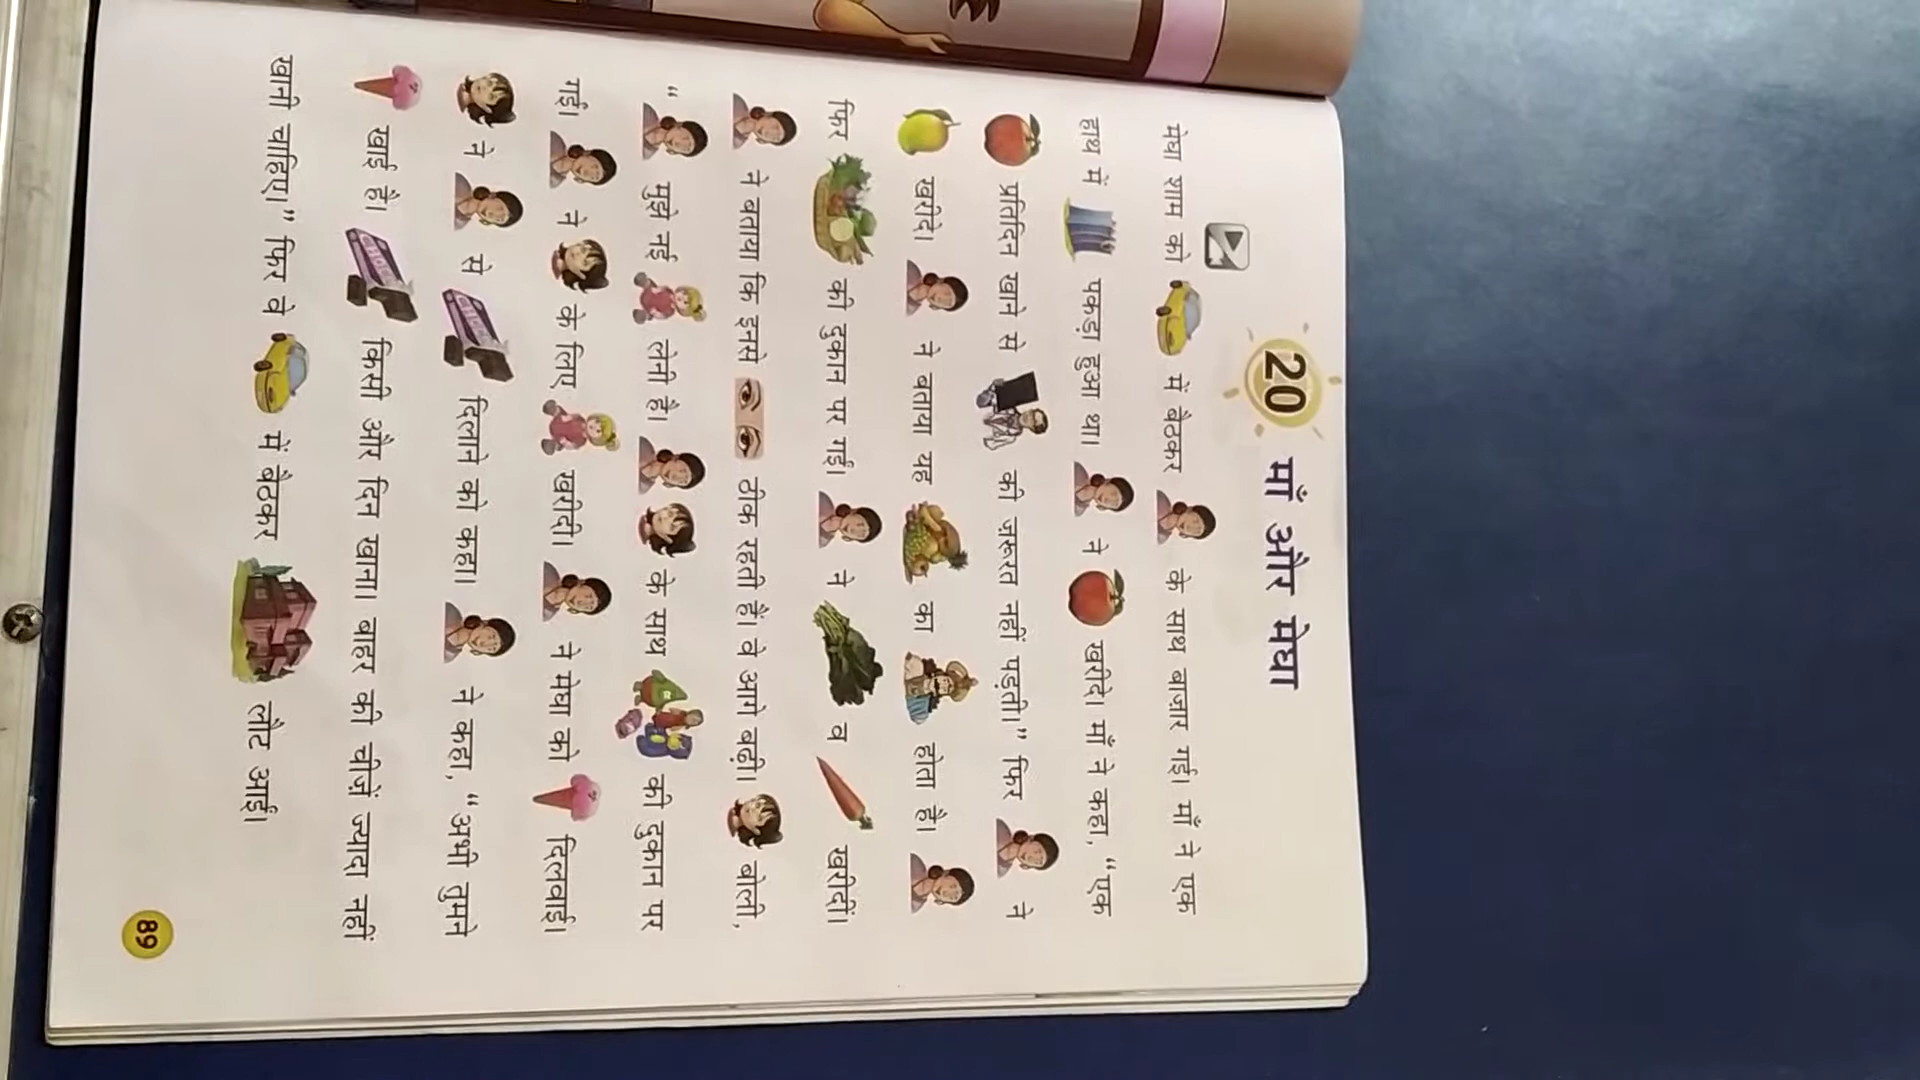 20
माँ और मेघा
मेघा शाम को में बैठकर के साथ बाज़ार गई। माँ ने एक
हाथ में पकड़ा हुआ था। ने खरीदे। माँ ने कहा, “एक
प्रतिदिन खाने से की ज़रूरत नहीं पड़ती।” फिर ने
खरीदे। ने बताया यह का होता है।
फिर की दुकान पर गईं। ने व खरीदीं।
ने बताया कि इनसे ठीक रहती हैं। वे आगे बढ़ीं। बोली,
“ मुझे नई लेनी है। के साथ की दुकान पर
गईं। ने के लिए खरीदी। ने मेघा को दिलवाई।
ने से CHOC दिलाने को कहा। ने कहा, “अभी तुमने
खाई है। CHOC किसी और दिन खाना। बाहर की चीज़ें ज़्यादा नहीं
खानी चाहिए।” फिर वे में बैठकर लौट आईं।
89